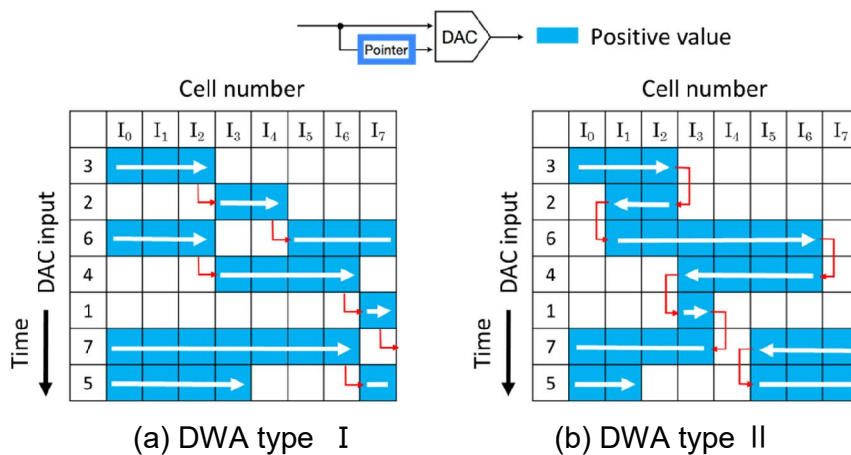 Pointer
DAC
Positive value
Cell number
I0 I1 I2 I3 I4 I5 I6 I7
3
2
6
4
1
7
5
DAC input
Time
(a) DWA type Ⅰ
Cell number
I0 I1 I2 I3 I4 I5 I6 I7
3
2
6
4
1
7
5
DAC input
Time
(b) DWA type Ⅱ